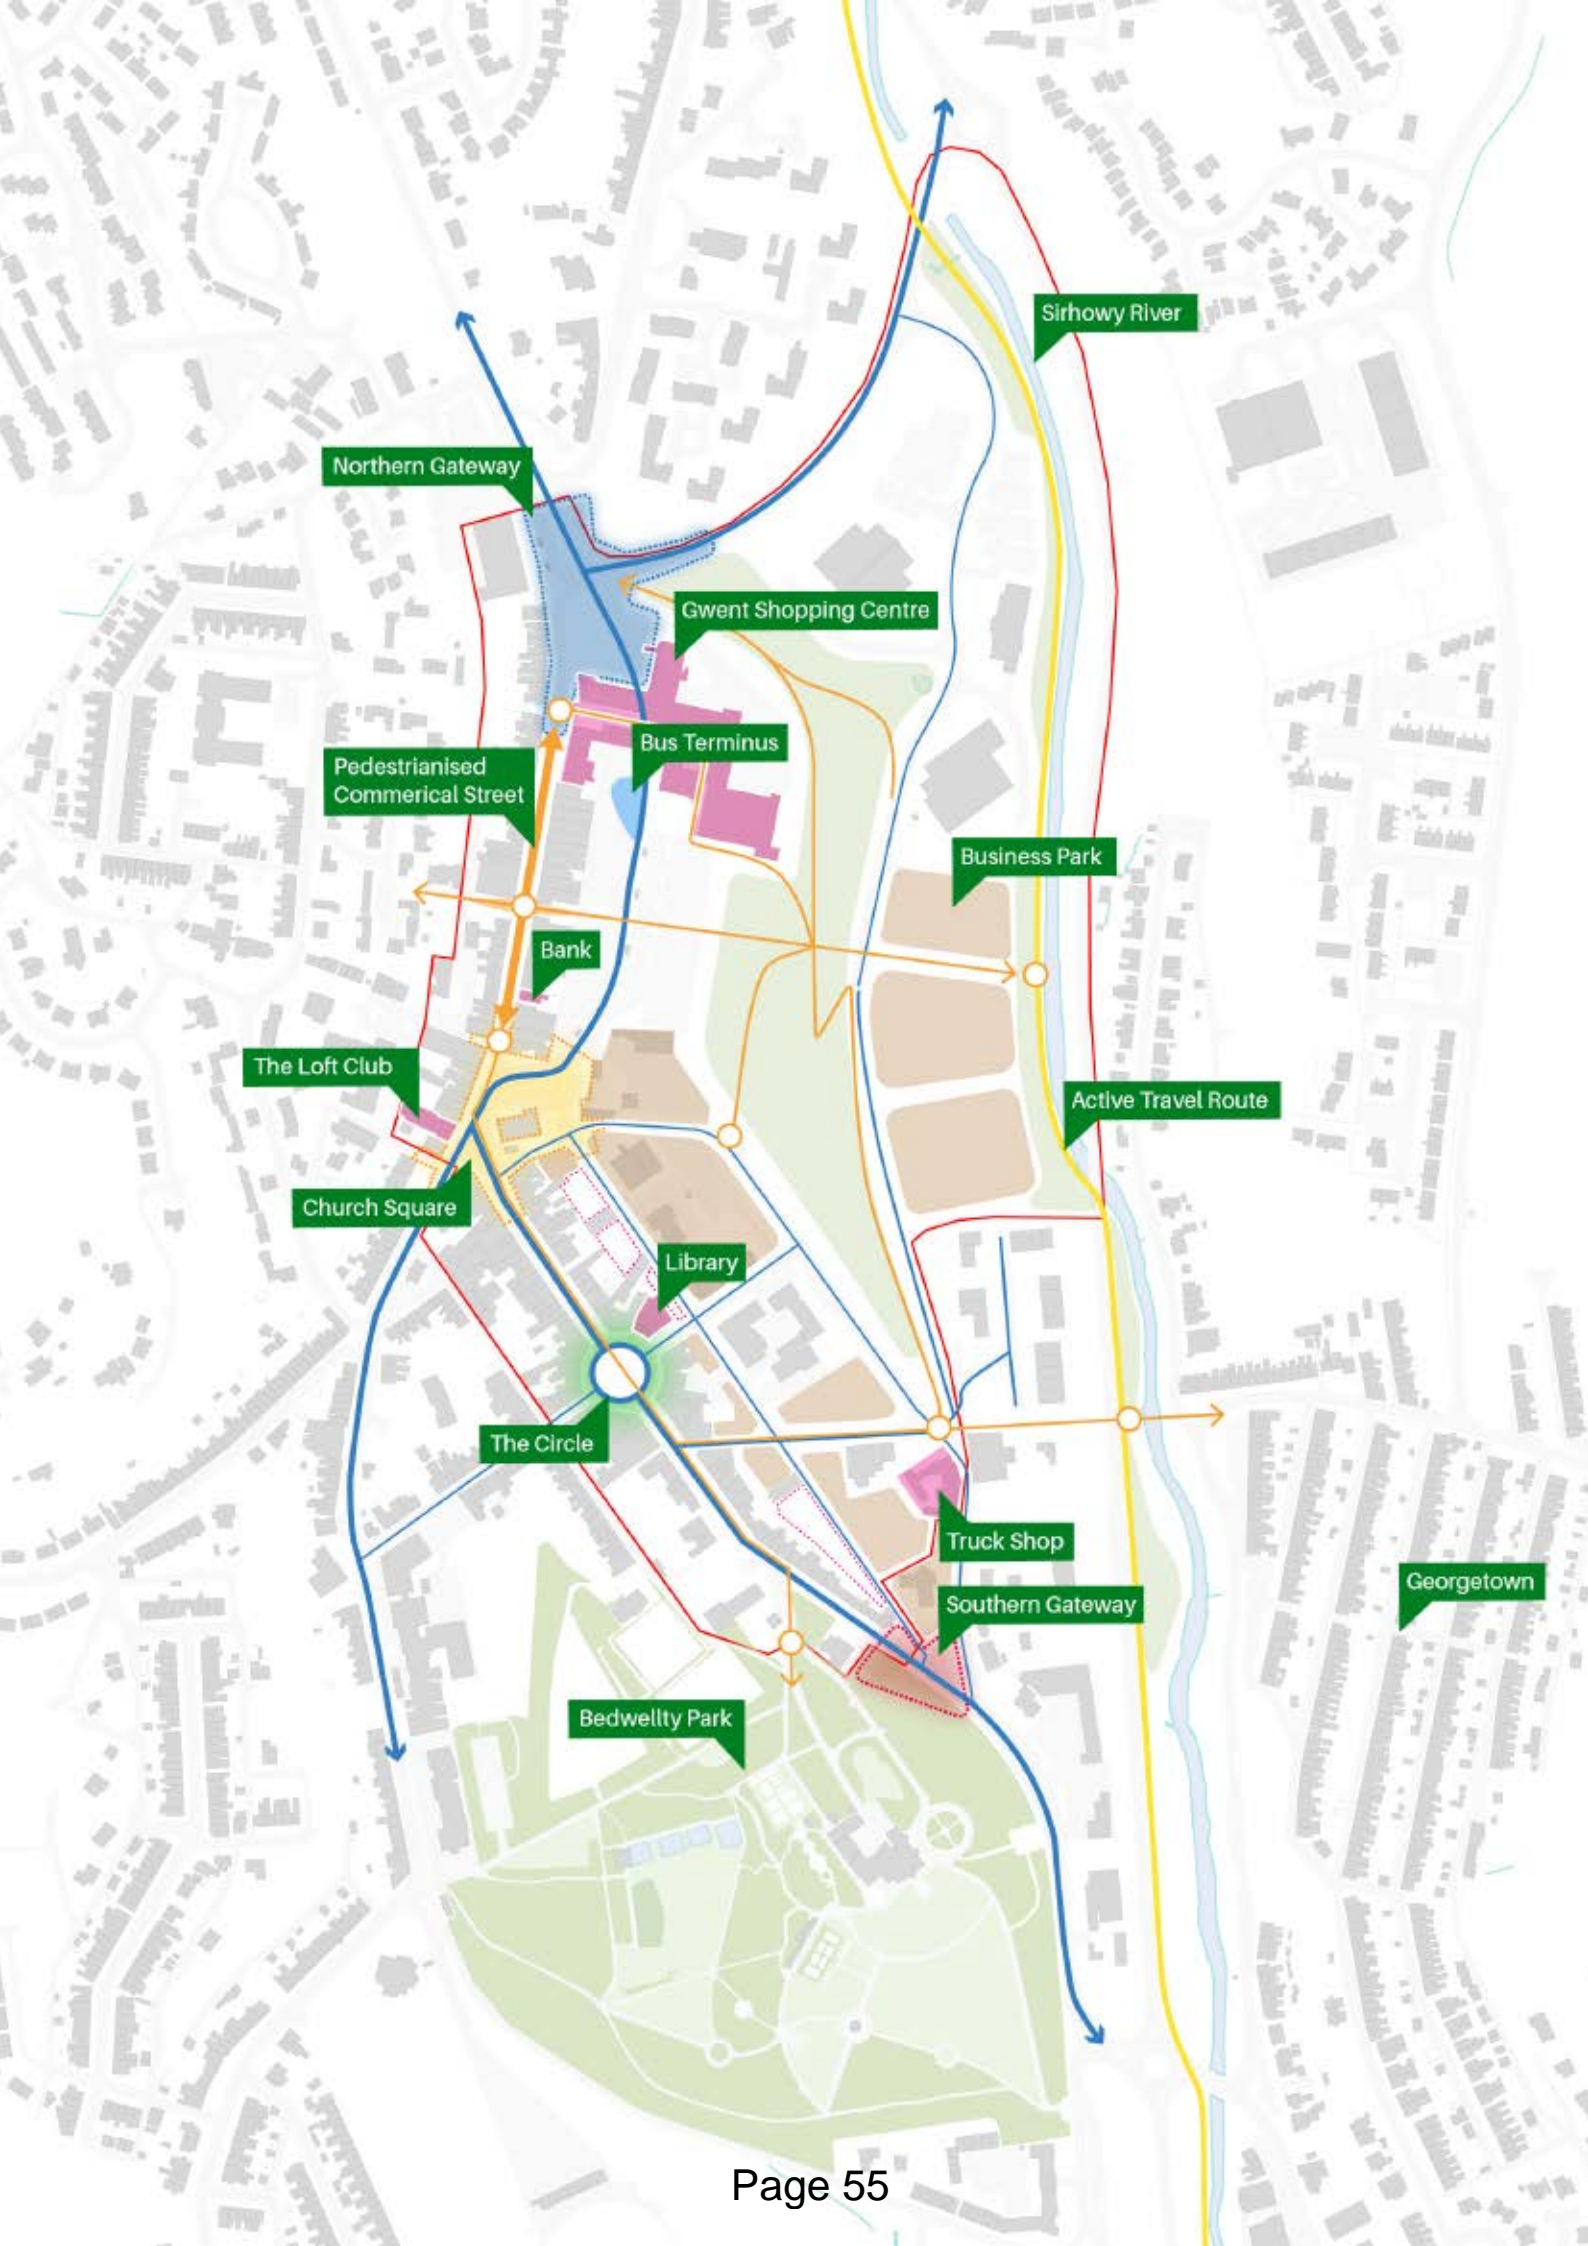 Sirhowy River
Northern Gateway
Gwent Shopping Centre
Bus Terminus
Pedestrianised
Commerical Street
Business Park
Bank
The Loft Club
Active Travel Route
Church Square
Library
The Circle
Truck Shop
Georgetown
Southern Gateway
Bedwellty Park
Page 55